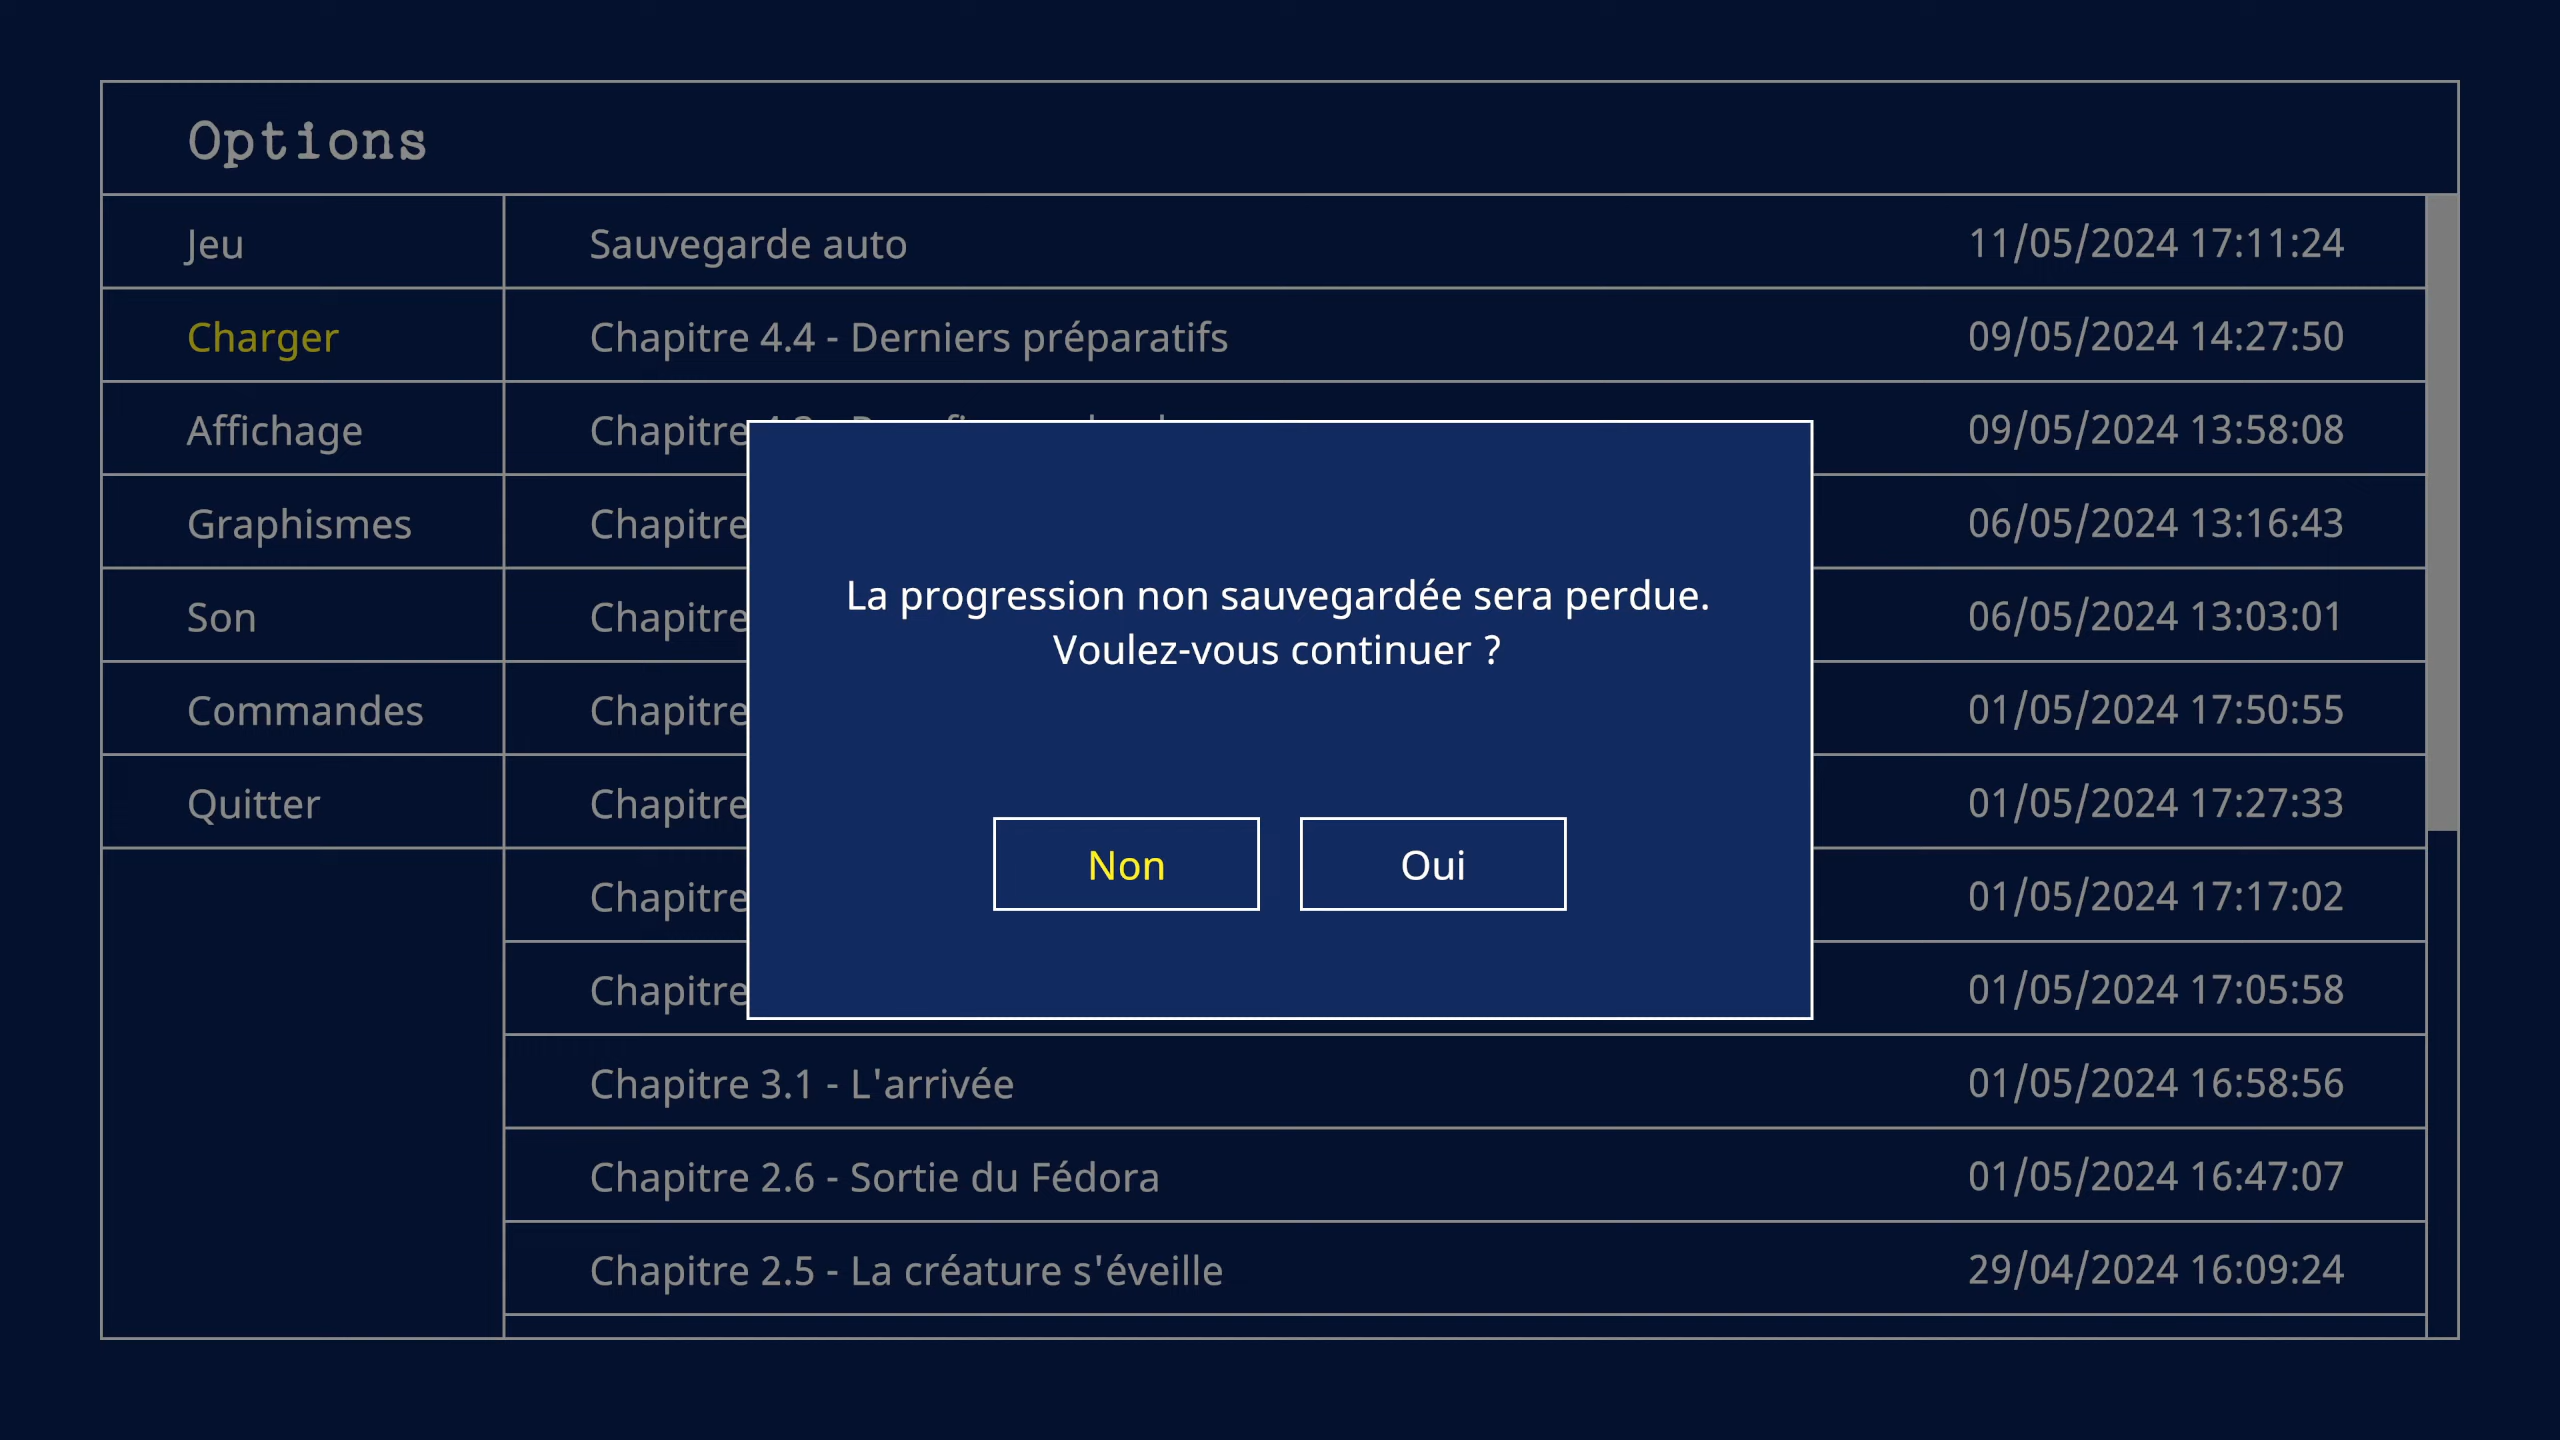 Options
Jeu
Sauvegarde auto
11/05/2024 17:11:24
Charger
Chapitre 4.4 - Derniers préparatifs
09/05/2024 14:27:50
Affichage
Chapitre
09/05/2024 13:58:08
Graphismes
Chapitre
06/05/2024 13:16:43
Son
Chapitre
06/05/2024 13:03:01
Commandes
Chapitre
01/05/2024 17:50:55
Quitter
Chapitre
01/05/2024 17:27:33
Chapitre
01/05/2024 17:17:02
Chapitre
01/05/2024 17:05:58
Chapitre 3.1 - L'arrivée
01/05/2024 16:58:56
Chapitre 2.6 - Sortie du Fédora
01/05/2024 16:47:07
Chapitre 2.5 - La créature s'éveille
29/04/2024 16:09:24
La progression non sauvegardée sera perdue.
Voulez-vous continuer ?
Non
Oui